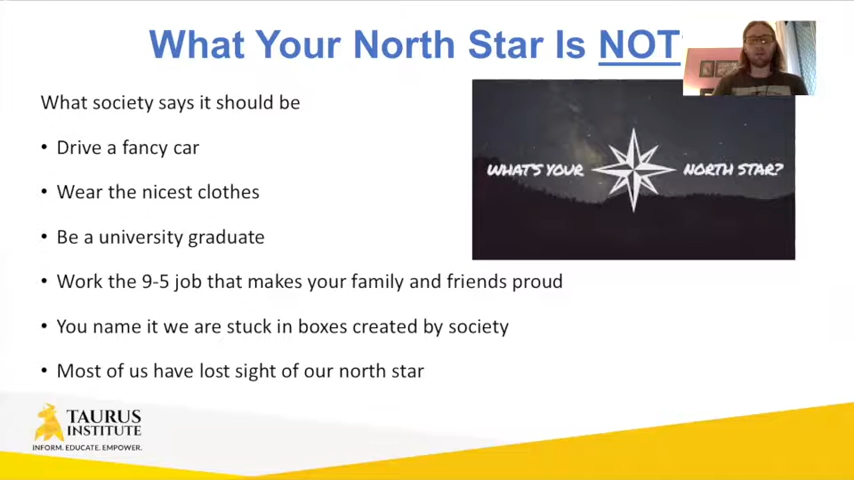 What Your North Star Is NOT
What society says it should be
• Drive a fancy car
• Wear the nicest clothes
• Be a university graduate
• Work the 9-5 job that makes your family and friends proud
• You name it we are stuck in boxes created by society
• Most of us have lost sight of our north star
WHAT'S YOUR NORTH STAR?
TAURUS
INSTITUTE
INFORM. EDUCATE. EMPOWER.